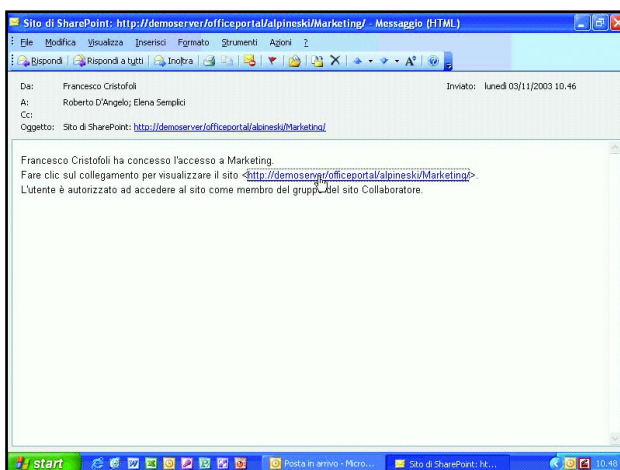 Sito di SharePoint: http://demoserver/officeportal/alpineski/Marketing/ - Messaggio (HTML)
File Modifica Visualizza Inserisci Formato Strumenti Azioni ?
Rispondi Rispondi a tutti Inoltra
Da: Francesco Cristofoli Inviato: lunedì 03/11/2003 10.46
A: Roberto D'Angelo; Elena Semplici
Cc:
Oggetto: Sito di SharePoint: http://demoserver/officeportal/alpineski/Marketing/
Francesco Cristofoli ha concesso l'accesso a Marketing.
Fare clic sul collegamento per visualizzare il sito <http://demoserver/officeportal/alpineski/Marketing/>.
L'utente è autorizzato ad accedere al sito come membro del gruppo del sito Collaboratore.
start Posta in arrivo - Micro... Sito di SharePoint: ht... 10.48